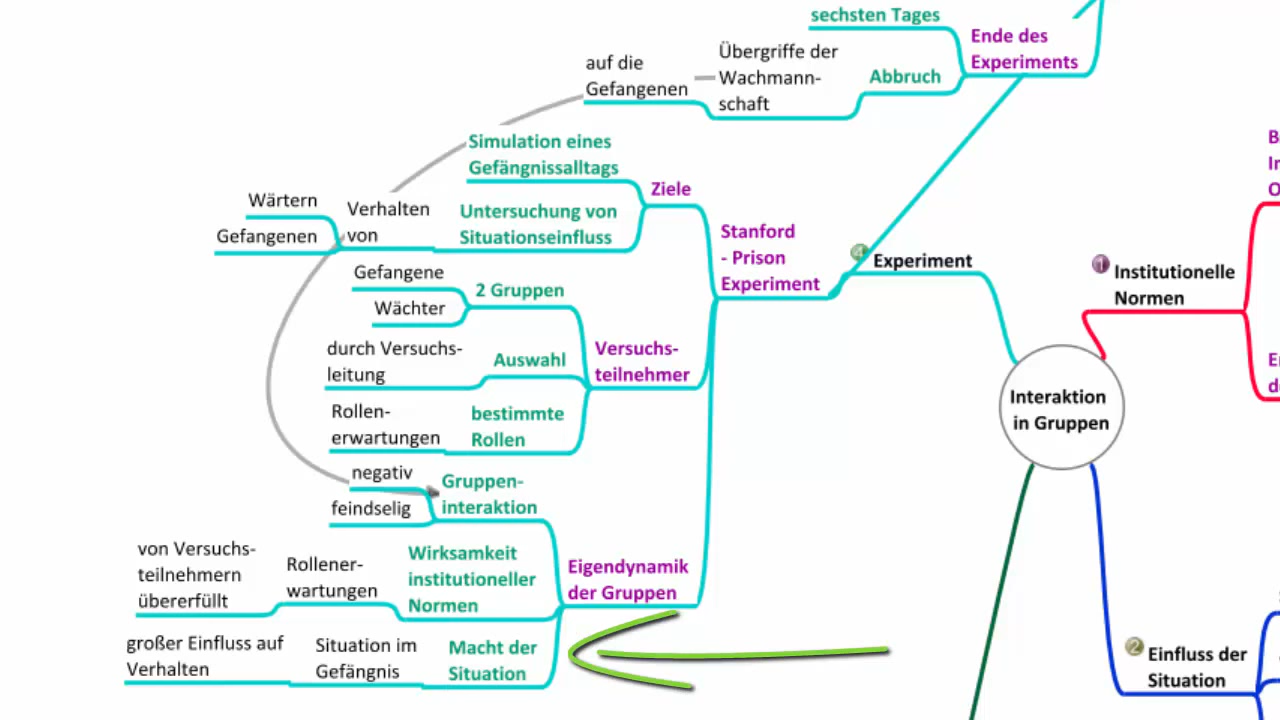 sechsten Tages
Ende des
Experiments
auf die
Gefangenen
Übergriffe der
Wachmann-
schaft
Abbruch
Simulation eines
Gefängnissalltags
Ziele
Wärtern
Gefangenen
Verhalten
von
Untersuchung von
Situationseinfluss
Stanford
- Prison
Experiment
4
Experiment
1
Institutionelle
Normen
Gefangene
Wächter
2 Gruppen
durch Versuchs-
leitung
Auswahl
Versuchs-
teilnehmer
Rollen-
erwartungen
bestimmte
Rollen
Interaktion
in Gruppen
negativ
feindselig
Gruppen-
interaktion
von Versuchs-
teilnehmern
übererfüllt
Rollener-
wartungen
Wirksamkeit
institutioneller
Normen
Eigendynamik
der Gruppen
großer Einfluss auf
Verhalten
Situation im
Gefängnis
Macht der
Situation
2
Einfluss der
Situation